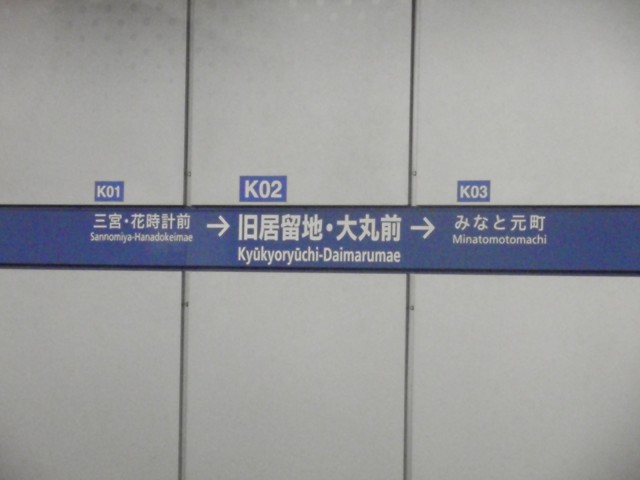 K01
K02
K03
三宮・花時計前 → 旧居留地・大丸前 → みなと元町
Sannomiya-Hanadokeimae Kyūkyoryūchi-Daimarumae Minatomotomachi